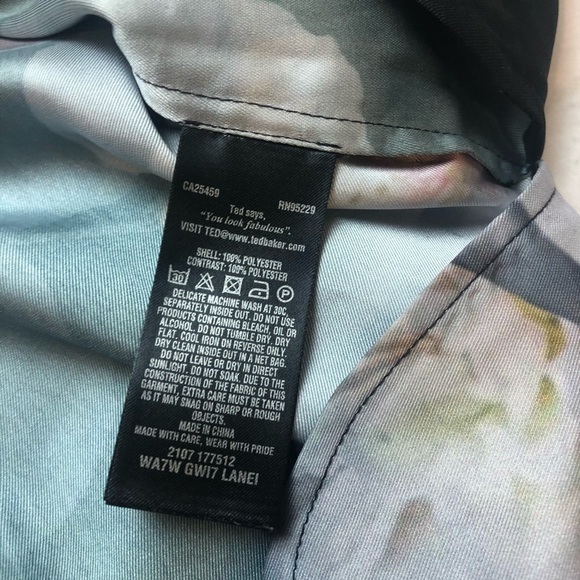 CA25459 RN95229
Ted says,
"You look fabulous".
VISIT TED@www.tedbaker.com
SHELL: 100% POLYESTER
CONTRAST: 100% POLYESTER
30 P
DELICATE MACHINE WASH AT 30C,
SEPARATELY INSIDE OUT. DO NOT USE
PRODUCTS CONTAINING BLEACH, OIL OR
ALCOHOL. DO NOT TUMBLE DRY. DRY
FLAT. COOL IRON ON REVERSE ONLY.
DRY CLEAN INSIDE OUT IN A NET BAG.
DO NOT LEAVE OR DRY IN DIRECT
SUNLIGHT. DO NOT SOAK. DUE TO THE
CONSTRUCTION OF THE FABRIC OF THIS
GARMENT, EXTRA CARE MUST BE TAKEN
AS IT MAY SNAG ON SHARP OR ROUGH
OBJECTS.
MADE IN CHINA
MADE WITH CARE, WEAR WITH PRIDE
2107 177512
WA7W GWI7 LANEI